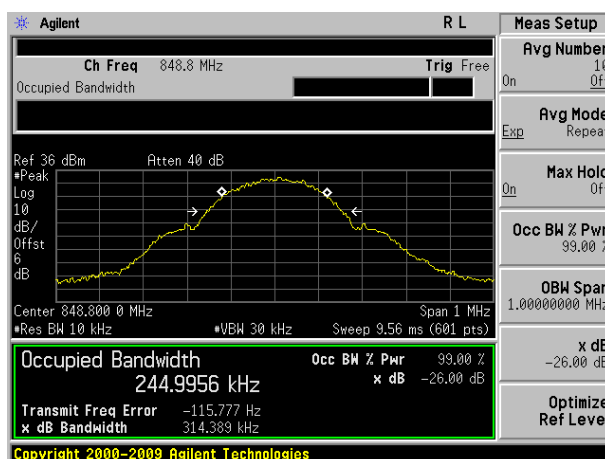 Agilent R L
Meas Setup
Ch Freq 848.8 MHz Trig Free
Occupied Bandwidth
Avg Number
10
On Off
Avg Mode
Exp Repeat
Max Hold
On Off
Occ BW % Pwr
99.00 %
OBW Span
1.00000000 MHz
x dB
-26.00 dB
Optimize
Ref Level
Ref 36 dBm Atten 40 dB
#Peak
Log
10
dB/
Offst
6
dB
Center 848.800 0 MHz Span 1 MHz
#Res BW 10 kHz #VBW 30 kHz Sweep 9.56 ms (601 pts)
Occupied Bandwidth Occ BW % Pwr 99.00 %
244.9956 kHz x dB -26.00 dB
Transmit Freq Error -115.777 Hz
x dB Bandwidth 314.389 kHz
Copyright 2000-2009 Agilent Technologies